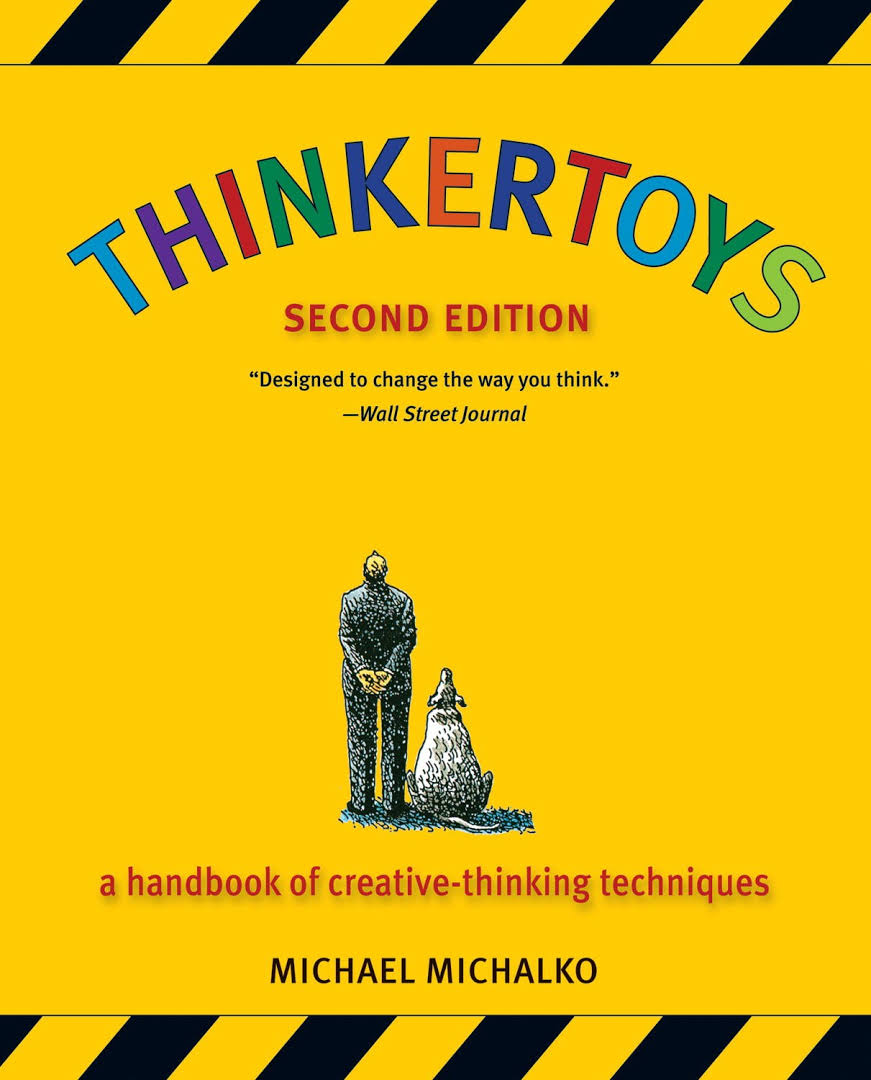 THINKERTOYS
SECOND EDITION
“Designed to change the way you think.”
—Wall Street Journal
a handbook of creative-thinking techniques
MICHAEL MICHALKO